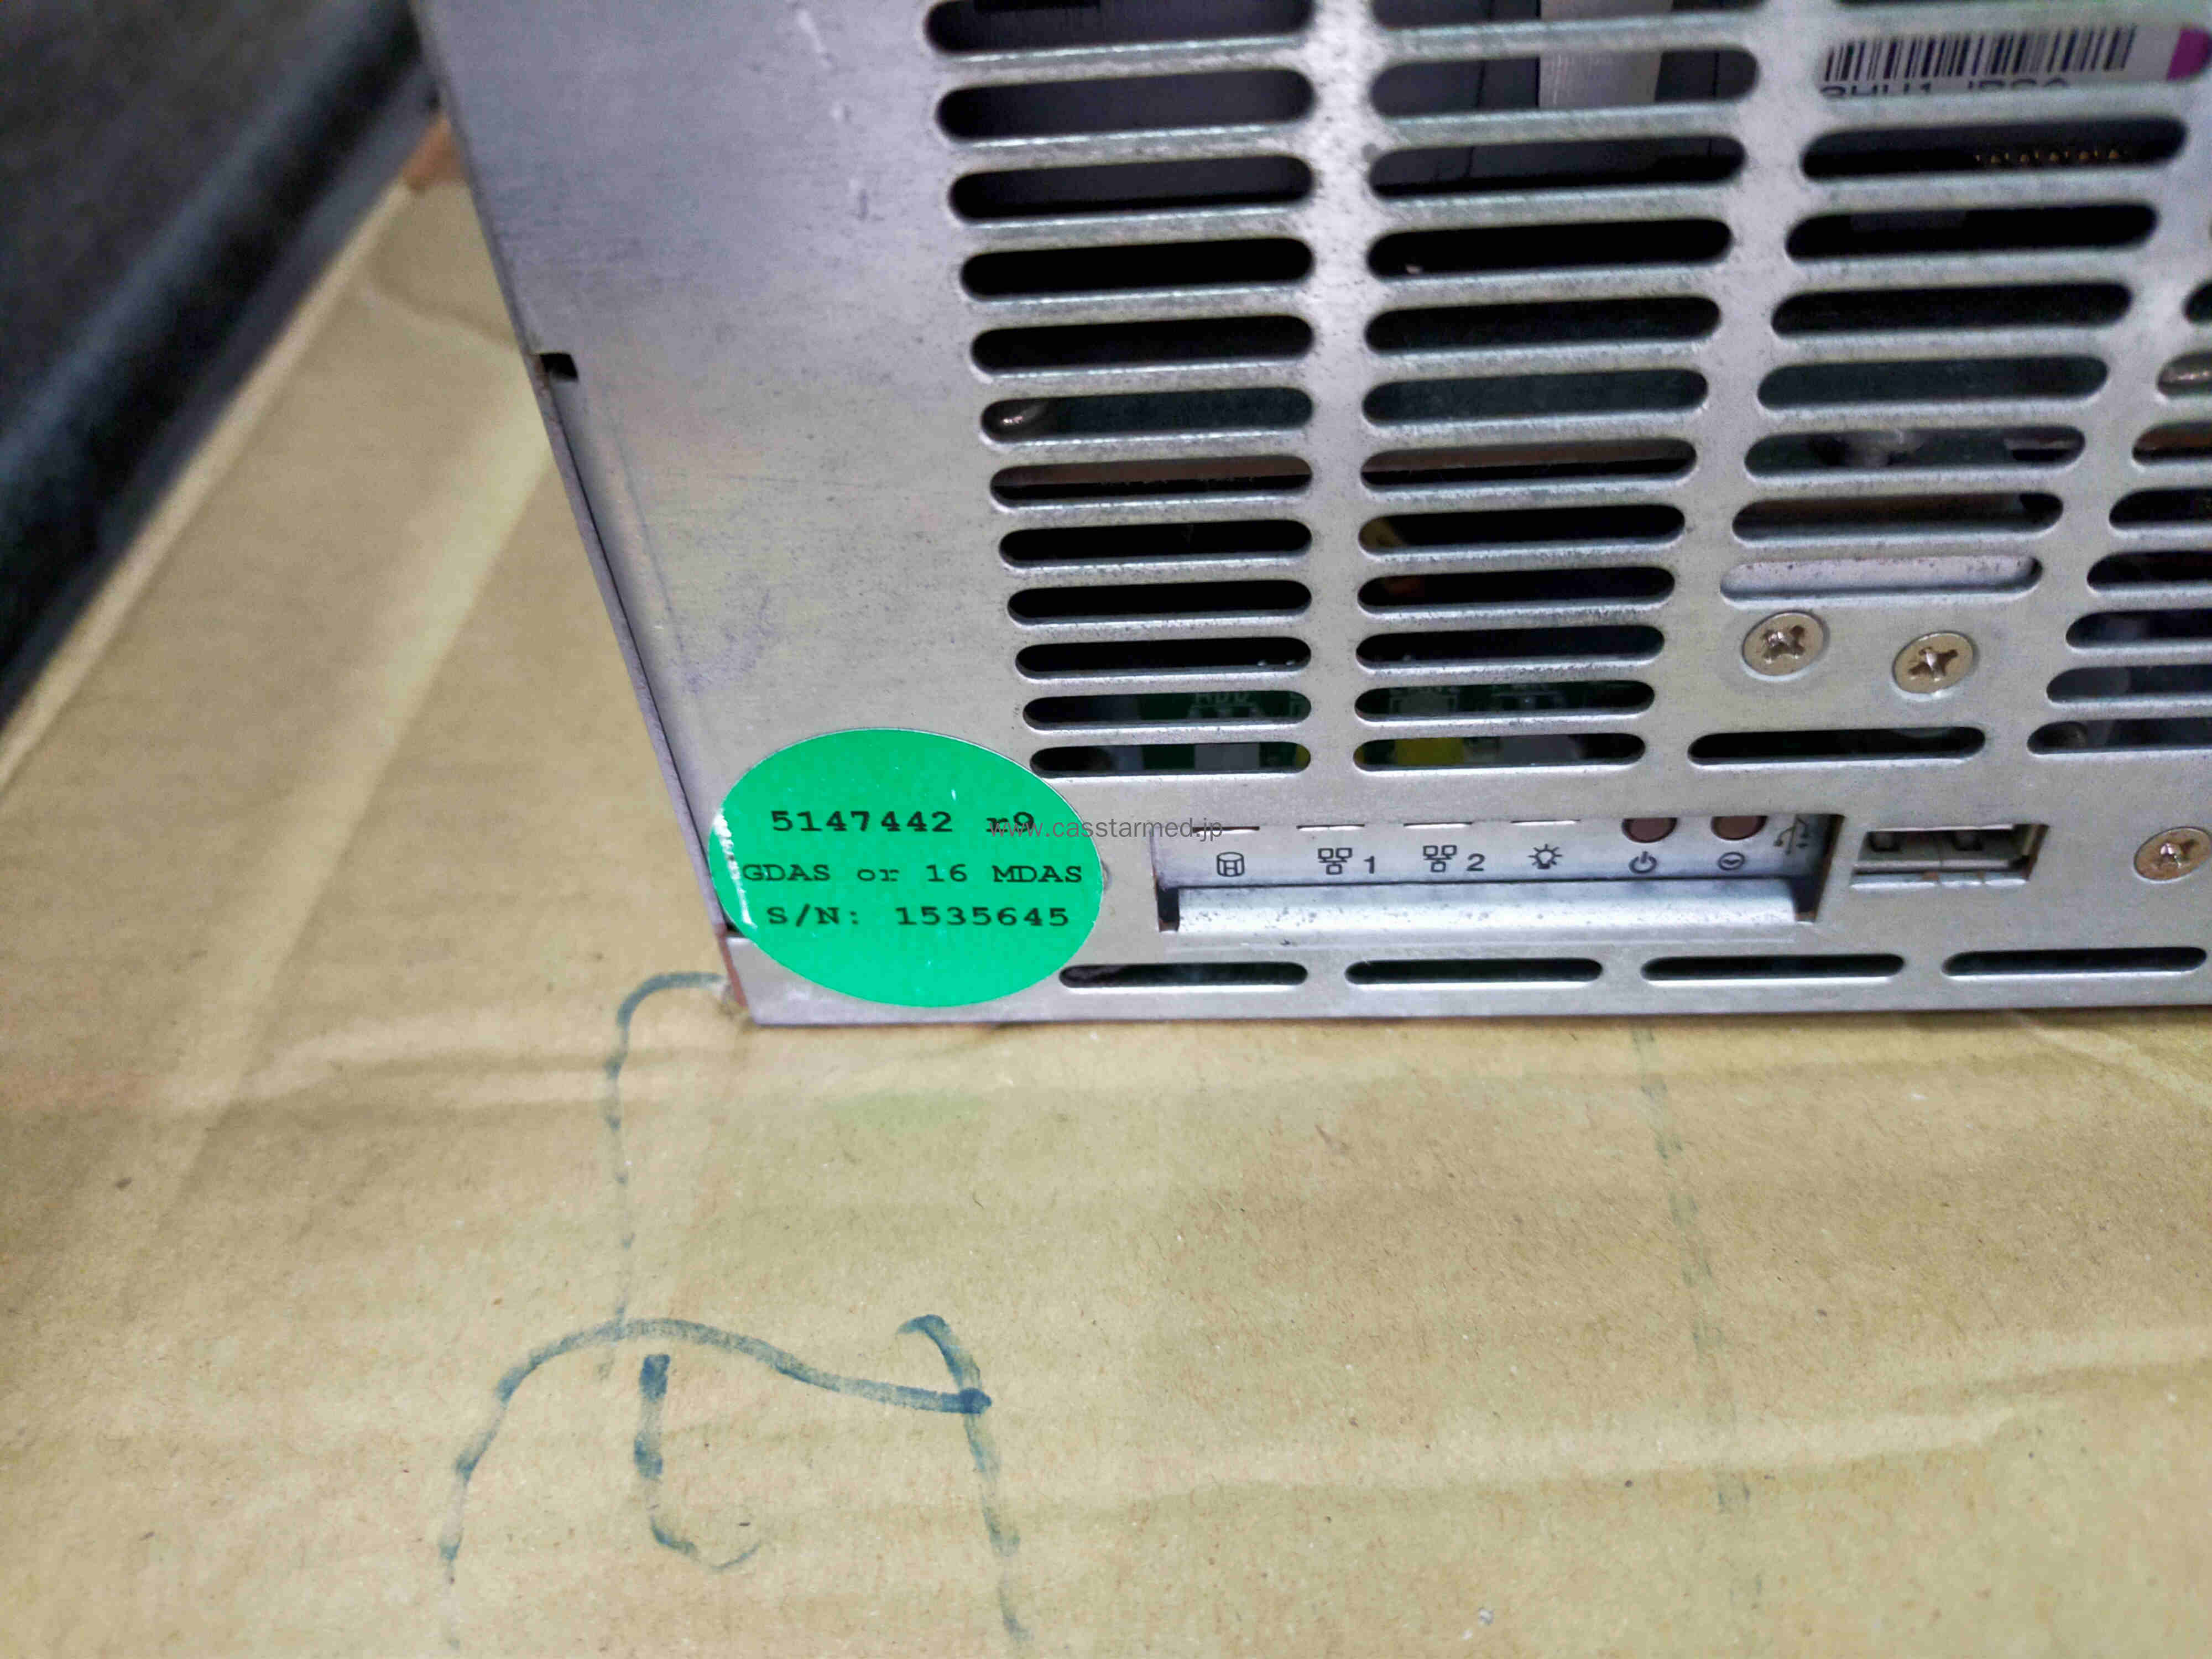 5147442 r9
www.casstarmed.jp
GDAS or 16 MDAS
S/N: 1535645
1
2